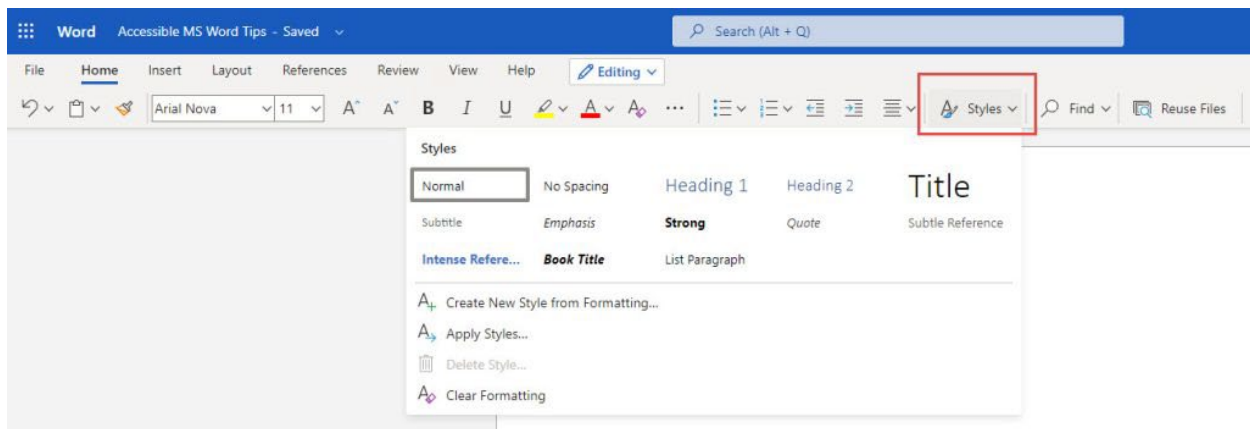 Word Accessible MS Word Tips - Saved Search (Alt + Q)
File Home Insert Layout References Review View Help Editing
Arial Nova 11 A A B I U A A ... Styles Find Reuse Files
Styles
Normal No Spacing Heading 1 Heading 2 Title
Subtitle Emphasis Strong Quote Subtle Reference
Intense Refere... Book Title List Paragraph
Create New Style from Formatting...
Apply Styles...
Delete Style...
Clear Formatting